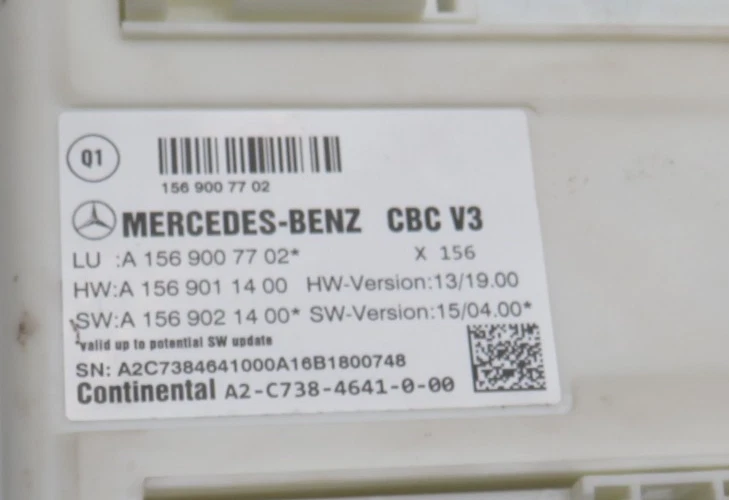 Q1
156 900 77 02
MERCEDES-BENZ CBC V3
LU :A 156 900 77 02* X 156
HW:A 156 901 14 00 HW-Version:13/19.00
SW:A 156 902 14 00* SW-Version:15/04.00*
*valid up to potential SW update
SN: A2C7384641000A16B1800748
Continental A2-C738-4641-0-00